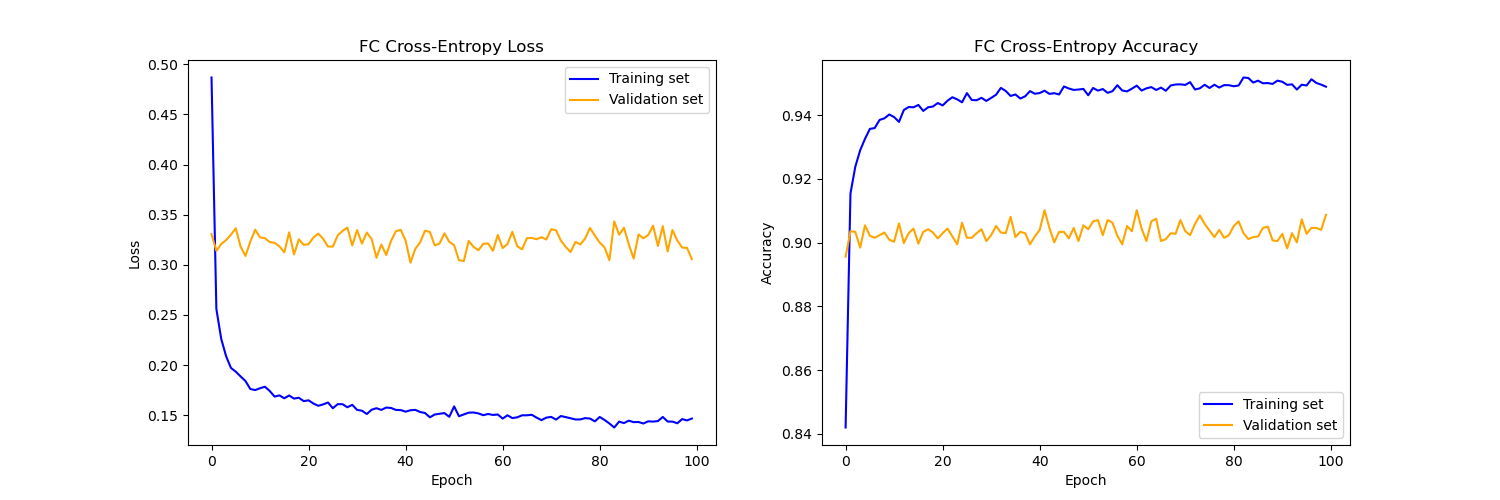 FC Cross-Entropy Loss
0.50
0.45
0.40
0.35
0.30
0.25
0.20
0.15
Loss
0 20 40 60 80 100
Epoch
Training set
Validation set
FC Cross-Entropy Accuracy
0.94
0.92
0.90
0.88
0.86
0.84
Accuracy
0 20 40 60 80 100
Epoch
Training set
Validation set